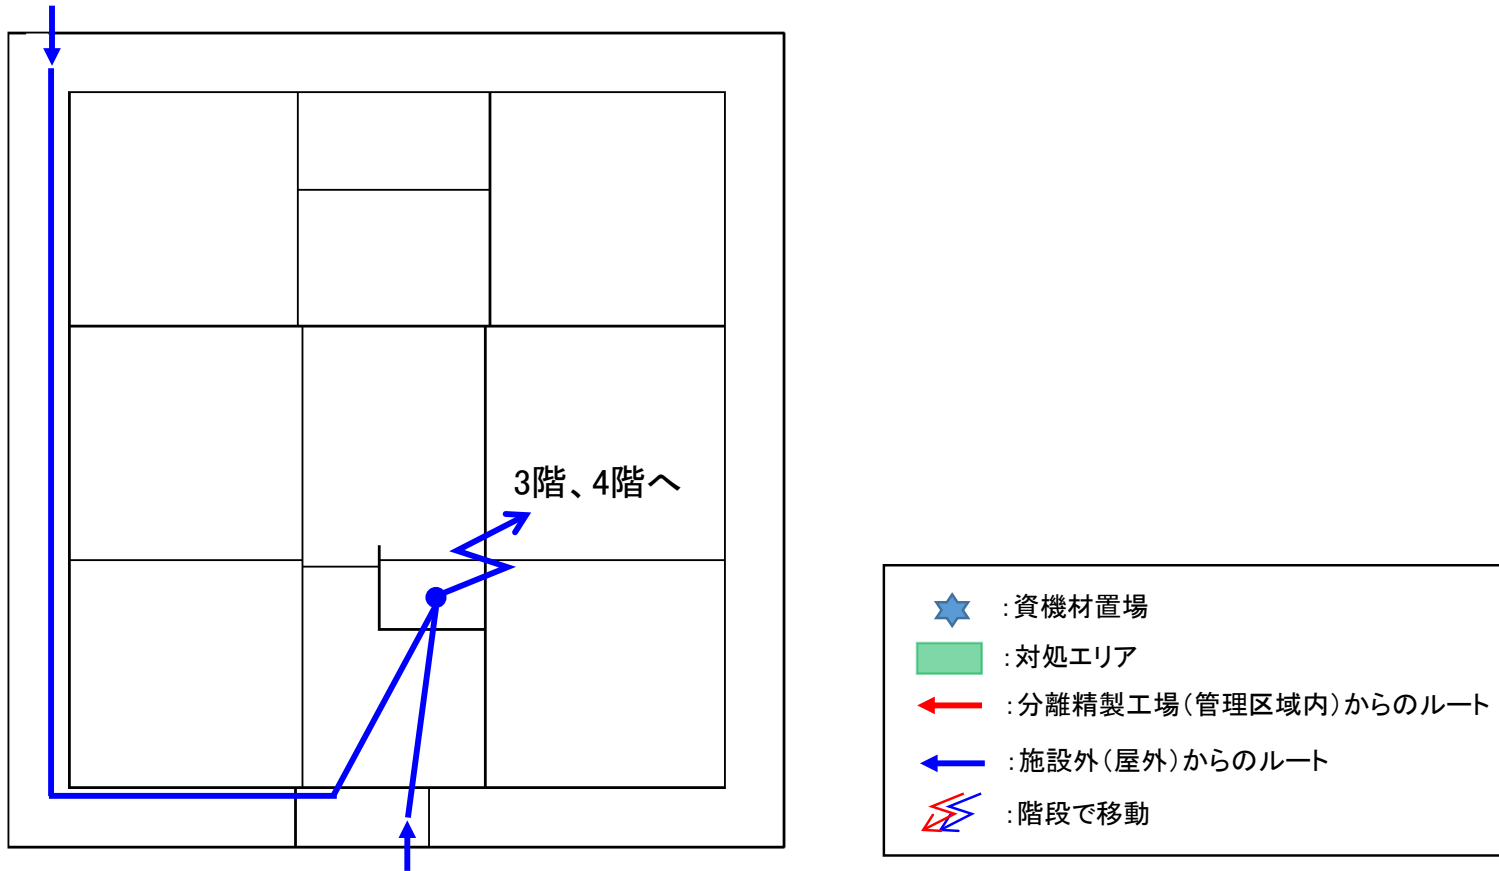 3階、4階へ
:資機材置場
:対処エリア
:分離精製工場(管理区域内)からのルート
:施設外(屋外)からのルート
:階段で移動